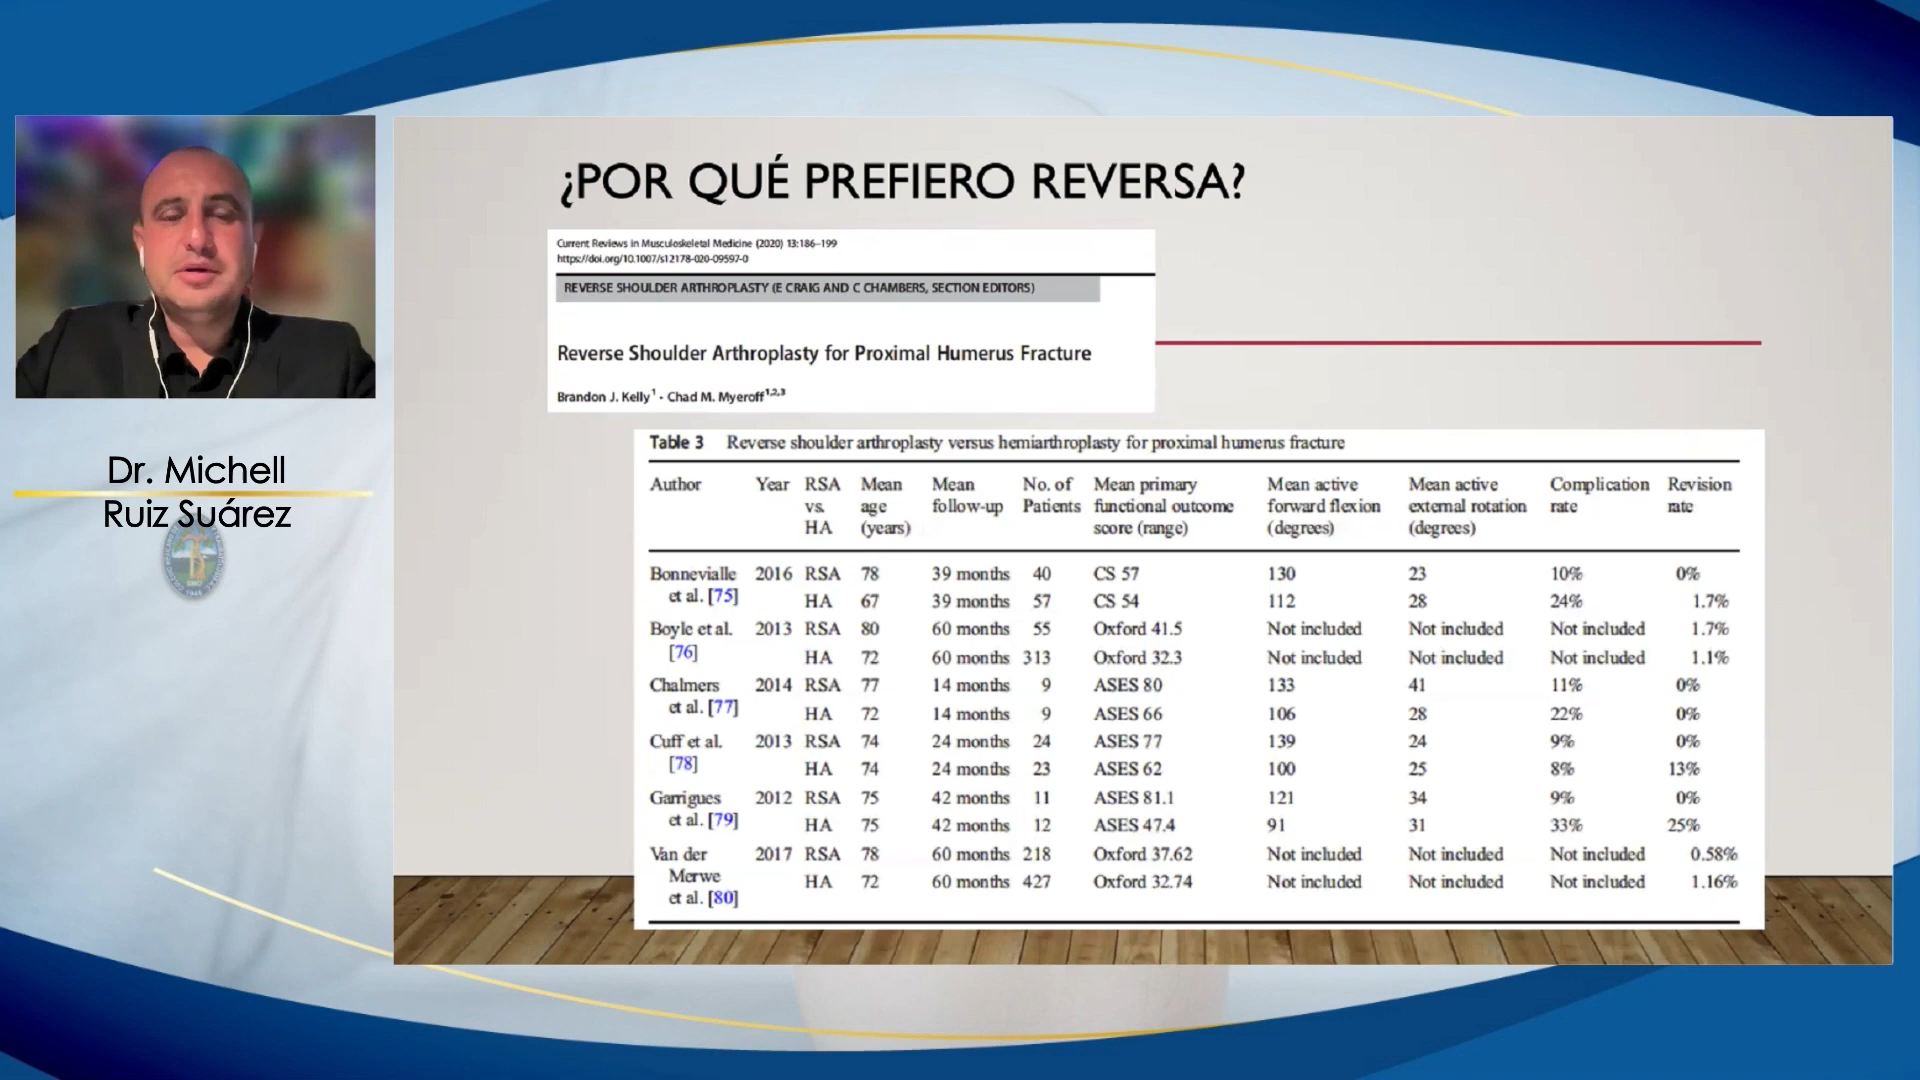 Dr. Michell
Ruiz Suárez
¿POR QUÉ PREFIERO REVERSA?
Current Reviews in Musculoskeletal Medicine (2020) 13:186–199
https://doi.org/10.1007/s12178-020-09597-0
REVERSE SHOULDER ARTHROPLASTY (E CRAIG AND C CHAMBERS, SECTION EDITORS)
Reverse Shoulder Arthroplasty for Proximal Humerus Fracture
Brandon J. Kelly1 · Chad M. Myeroff1,2,3
Table 3 Reverse shoulder arthroplasty versus hemiarthroplasty for proximal humerus fracture
Author Year RSA Mean Mean No. of Mean primary Mean active Mean active Complication Revision
vs. age follow-up Patients functional outcome forward flexion external rotation rate rate
HA (years) score (range) (degrees) (degrees)
Bonnevialle 2016 RSA 78 39 months 40 CS 57 130 23 10% 0%
et al. [75] HA 67 39 months 57 CS 54 112 28 24% 1.7%
Boyle et al. 2013 RSA 80 60 months 55 Oxford 41.5 Not included Not included Not included 1.7%
[76] HA 72 60 months 313 Oxford 32.3 Not included Not included Not included 1.1%
Chalmers 2014 RSA 77 14 months 9 ASES 80 133 41 11% 0%
et al. [77] HA 72 14 months 9 ASES 66 106 28 22% 0%
Cuff et al. 2013 RSA 74 24 months 24 ASES 77 139 24 9% 0%
[78] HA 74 24 months 23 ASES 62 100 25 8% 13%
Garrigues 2012 RSA 75 42 months 11 ASES 81.1 121 34 9% 0%
et al. [79] HA 75 42 months 12 ASES 47.4 91 31 33% 25%
Van der 2017 RSA 78 60 months 218 Oxford 37.62 Not included Not included Not included 0.58%
Merwe HA 72 60 months 427 Oxford 32.74 Not included Not included Not included 1.16%
et al. [80]